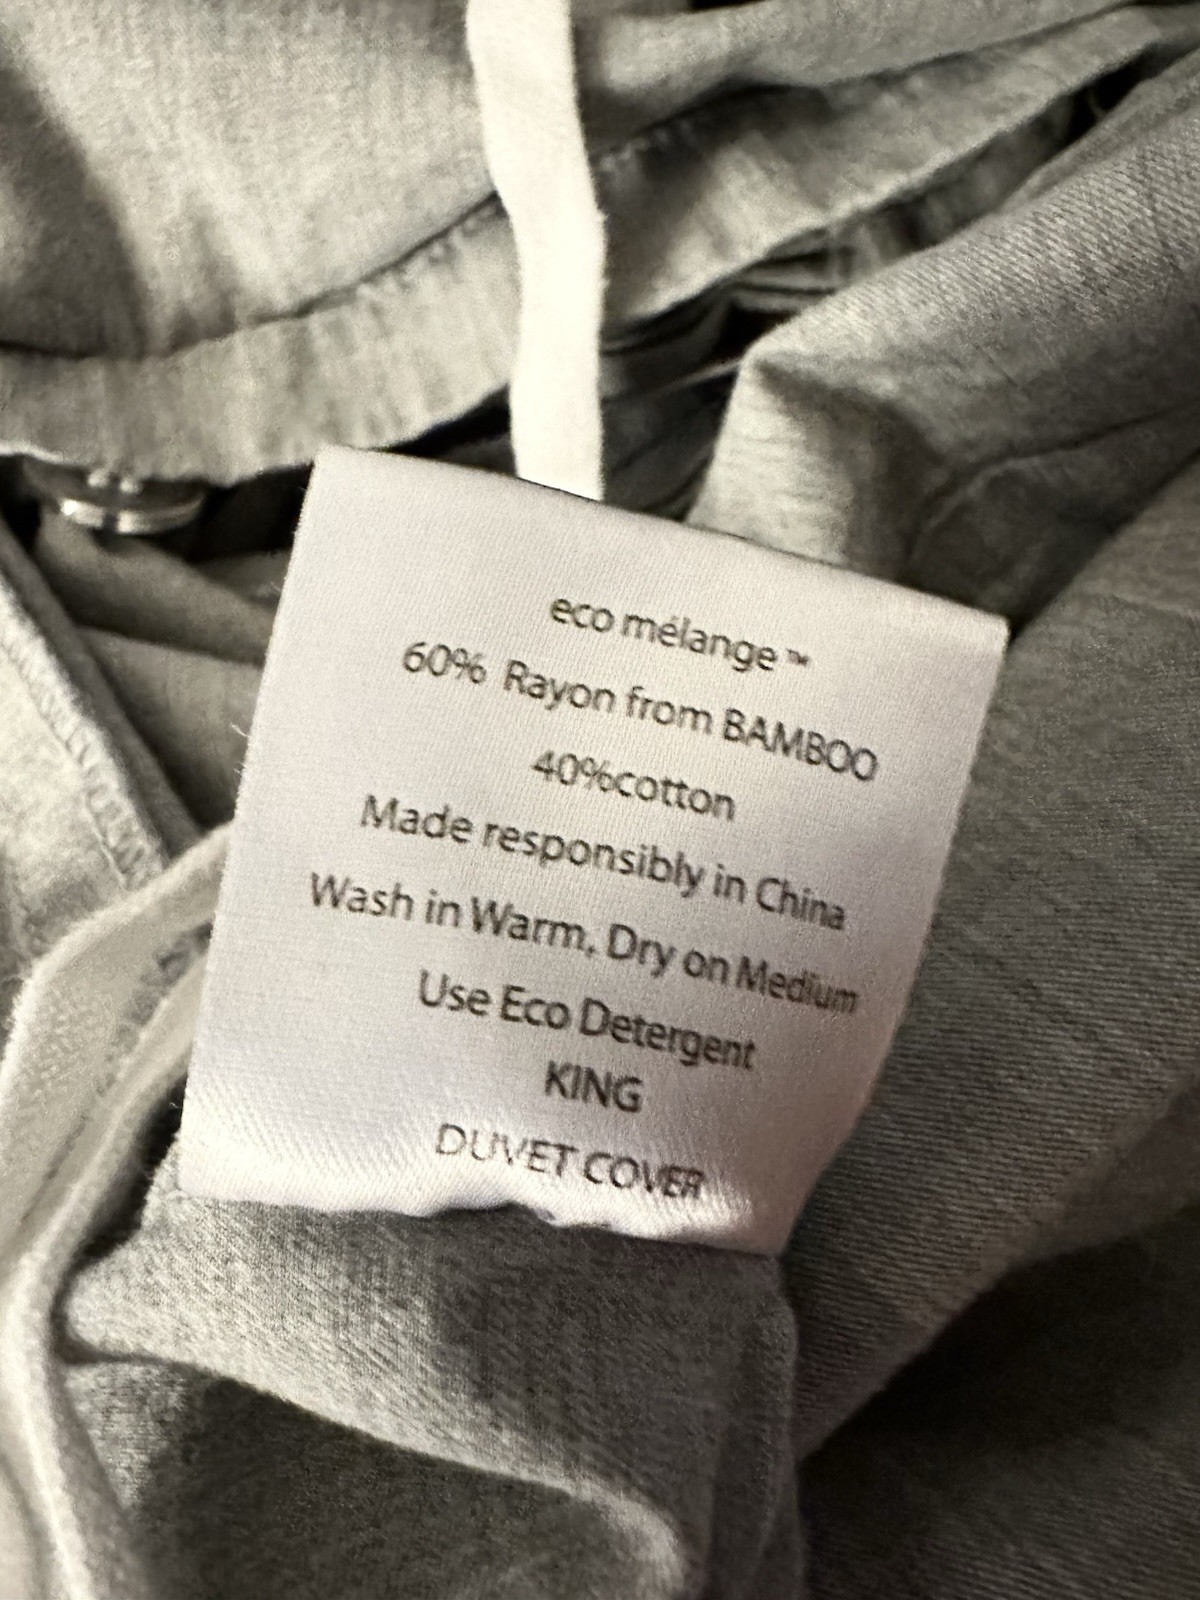 eco mélange™
60% Rayon from BAMBOO
40%cotton
Made responsibly in China
Wash in Warm, Dry on Medium
Use Eco Detergent
KING
DUVET COVER